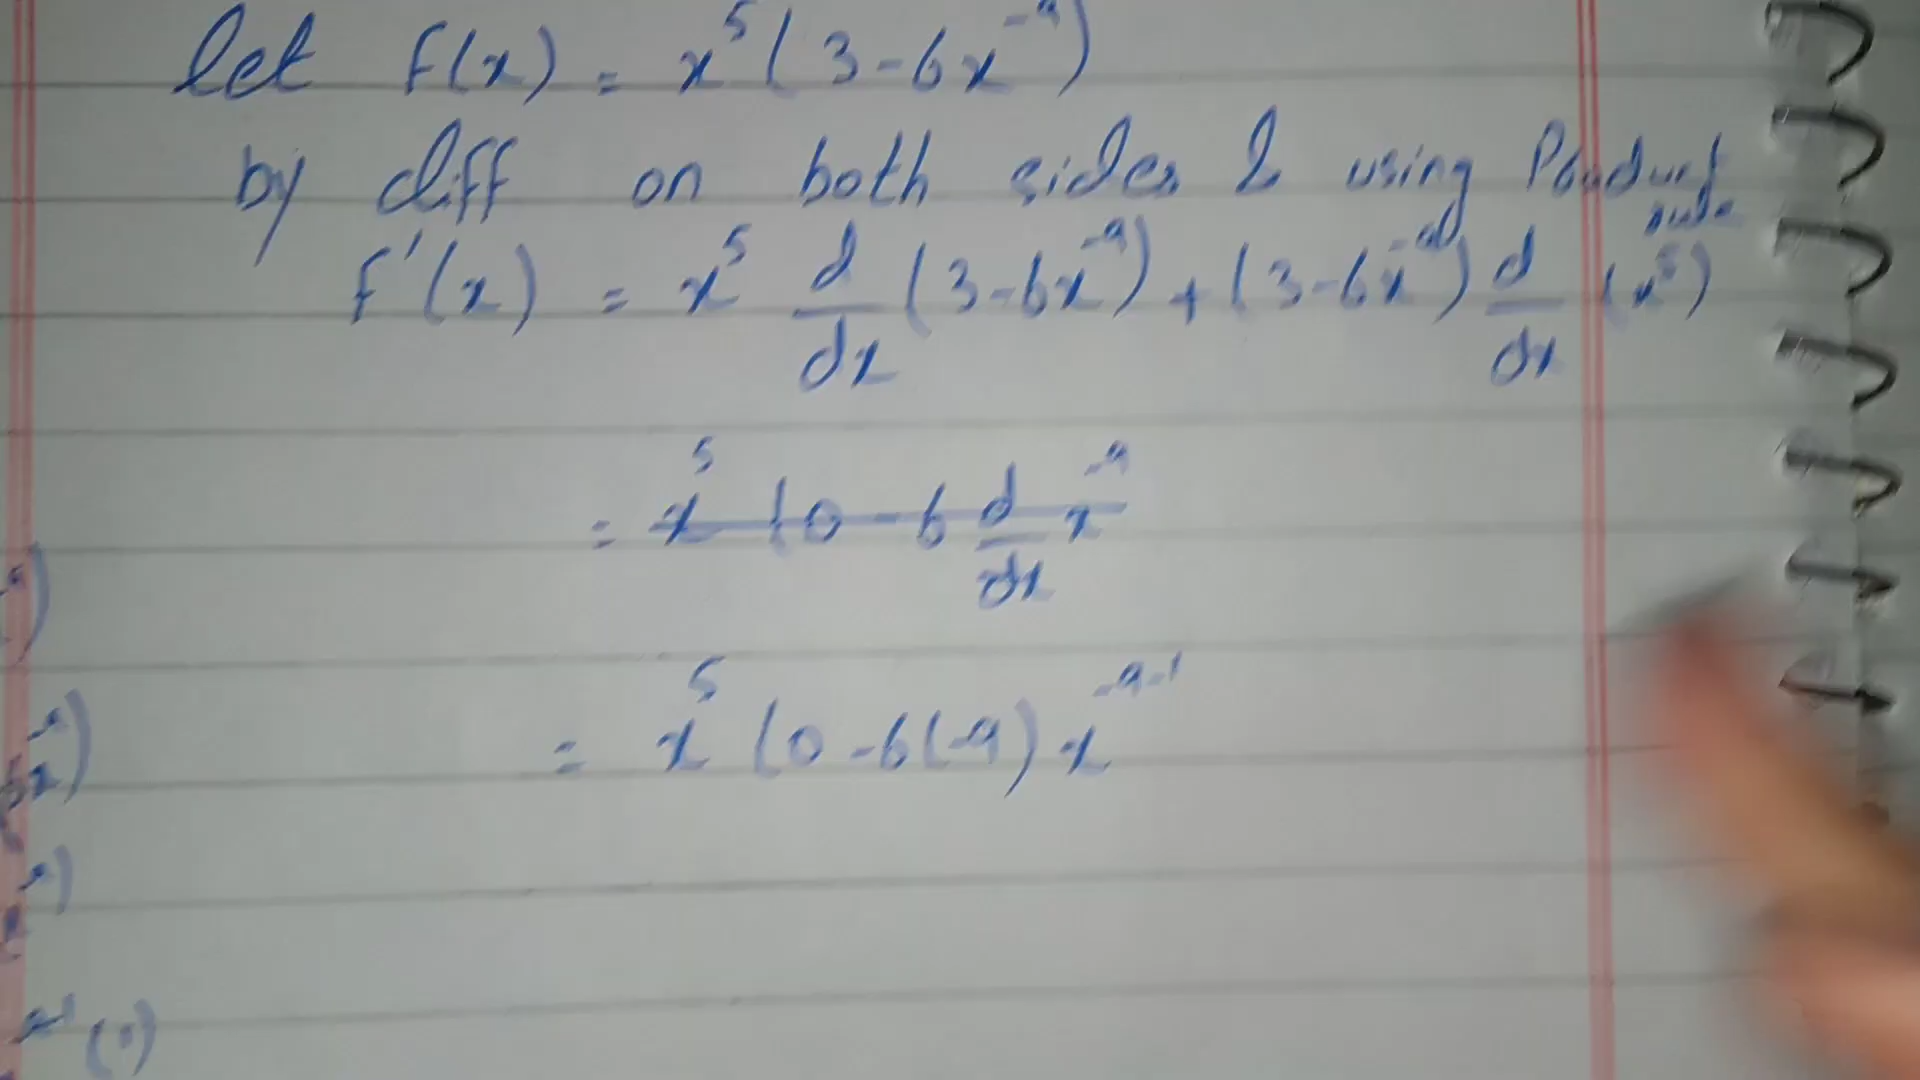 let f(x) = x⁵(3-6x⁻⁹)
by diff on both sides & using Product rule
f'(x) = x⁵ d/dx (3-6x⁻⁹) + (3-6x⁻⁹) d/dx (x⁵)
= x⁵ (0 - 6 d/dx x⁻⁹
= x⁵ (0 - 6(-9) x⁻⁹⁻¹